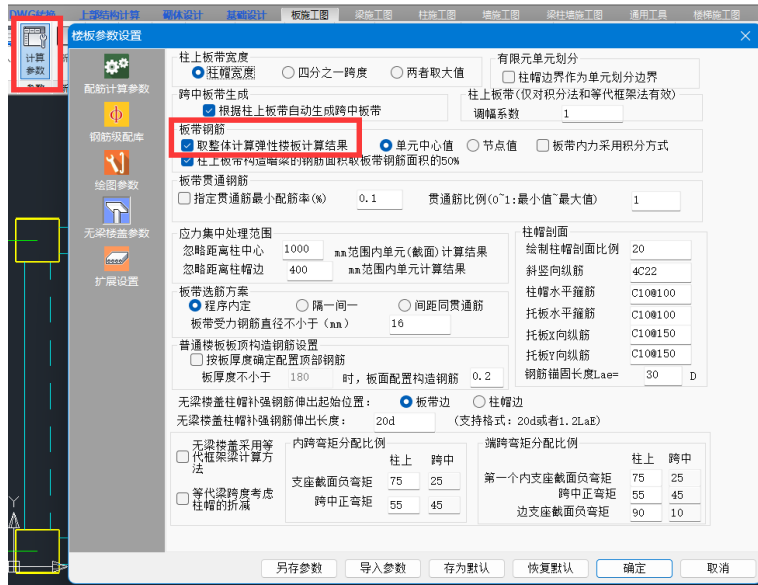 DWG转换 上部结构计算 砌体设计 基础设计 板施工图 梁施工图 柱施工图 墙施工图 梁柱墙施工图 通用工具 楼梯施工图
计算
参数
楼板参数设置
配筋计算参数
钢筋级配库
绘图参数
无梁楼盖参数
扩展设置
柱上板带宽度
柱帽宽度 四分之一跨度 两者取大值
有限元单元划分
柱帽边界作为单元划分边界
跨中板带生成
根据柱上板带自动生成跨中板带
柱上板带(仅对积分法和等代框架法有效)
调幅系数 1
板带钢筋
取整体计算弹性楼板计算结果 单元中心值 节点值 板带内力采用积分方式
柱上板带构造暗梁的钢筋面积取板带钢筋面积的50%
板带贯通钢筋
指定贯通筋最小配筋率(%) 0.1 贯通筋比例(0~1:最小值~最大值) 1
应力集中处理范围
忽略距离柱中心 1000 mm范围内单元(截面)计算结果
忽略距离柱帽边 400 mm范围内单元计算结果
板带选筋方案
程序内定 隔一间一 间距同贯通筋
板带受力钢筋直径不小于(mm) 16
普通楼板板顶构造钢筋设置
按板厚度确定配置顶部钢筋
板厚度不小于 180 时，板面配置构造钢筋 0.2
柱帽剖面
绘制柱帽剖面比例 20
斜竖向纵筋 4C22
柱帽水平箍筋 C10@100
托板水平箍筋 C10@100
托板X向纵筋 C10@150
托板Y向纵筋 C10@150
钢筋锚固长度Lae= 30 D
无梁楼盖柱帽补强钢筋伸出起始位置： 板带边 柱帽边
无梁楼盖柱帽补强钢筋伸出长度： 20d (支持格式：20d或者1.2LaE)
无梁楼盖采用等
代框架梁计算方
法
等代梁跨度考虑
柱帽的折减
内跨弯矩分配比例
柱上 跨中
支座截面负弯矩 75 25
跨中正弯矩 55 45
端跨弯矩分配比例
柱上 跨中
第一个内支座截面负弯矩 75 25
跨中正弯矩 55 45
边支座截面负弯矩 90 10
Y
另存参数 导入参数 存为默认 恢复默认 确定 取消